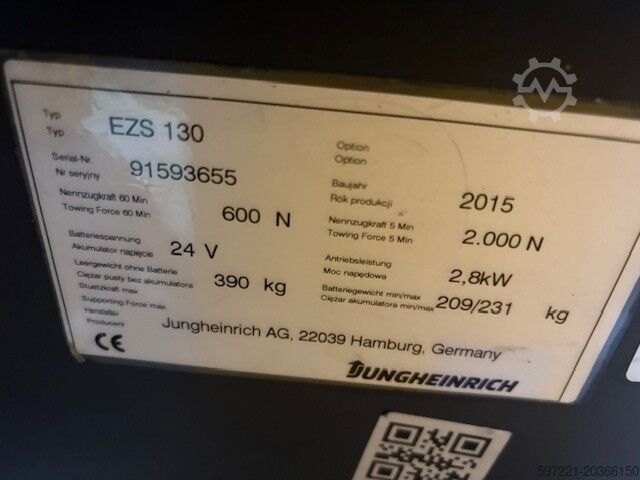 Typ
Typ
EZS 130
Option
Option
Serial-Nr.
Nr seryjny
91593655
Baujahr
Rok produkcji
2015
Nennzugkraft 60 Min
Towing Force 60 Min
600 N
Nennzugkraft 5 Min
Towing Force 5 Min
2.000 N
Batteriespannung
Akumulator napięcie
24 V
Antriebsleistung
Moc napędowa
2,8kW
Leergewicht ohne Batterie
Ciężar pusty bez akumulatora
390 kg
Batteriegewicht min/max
Ciężar akumulatora min/max
209/231 kg
Stuetzkraft max
Supporting Force max
Hersteller
Producent
Jungheinrich AG, 22039 Hamburg, Germany
CE
JUNGHEINRICH
597221-20366150